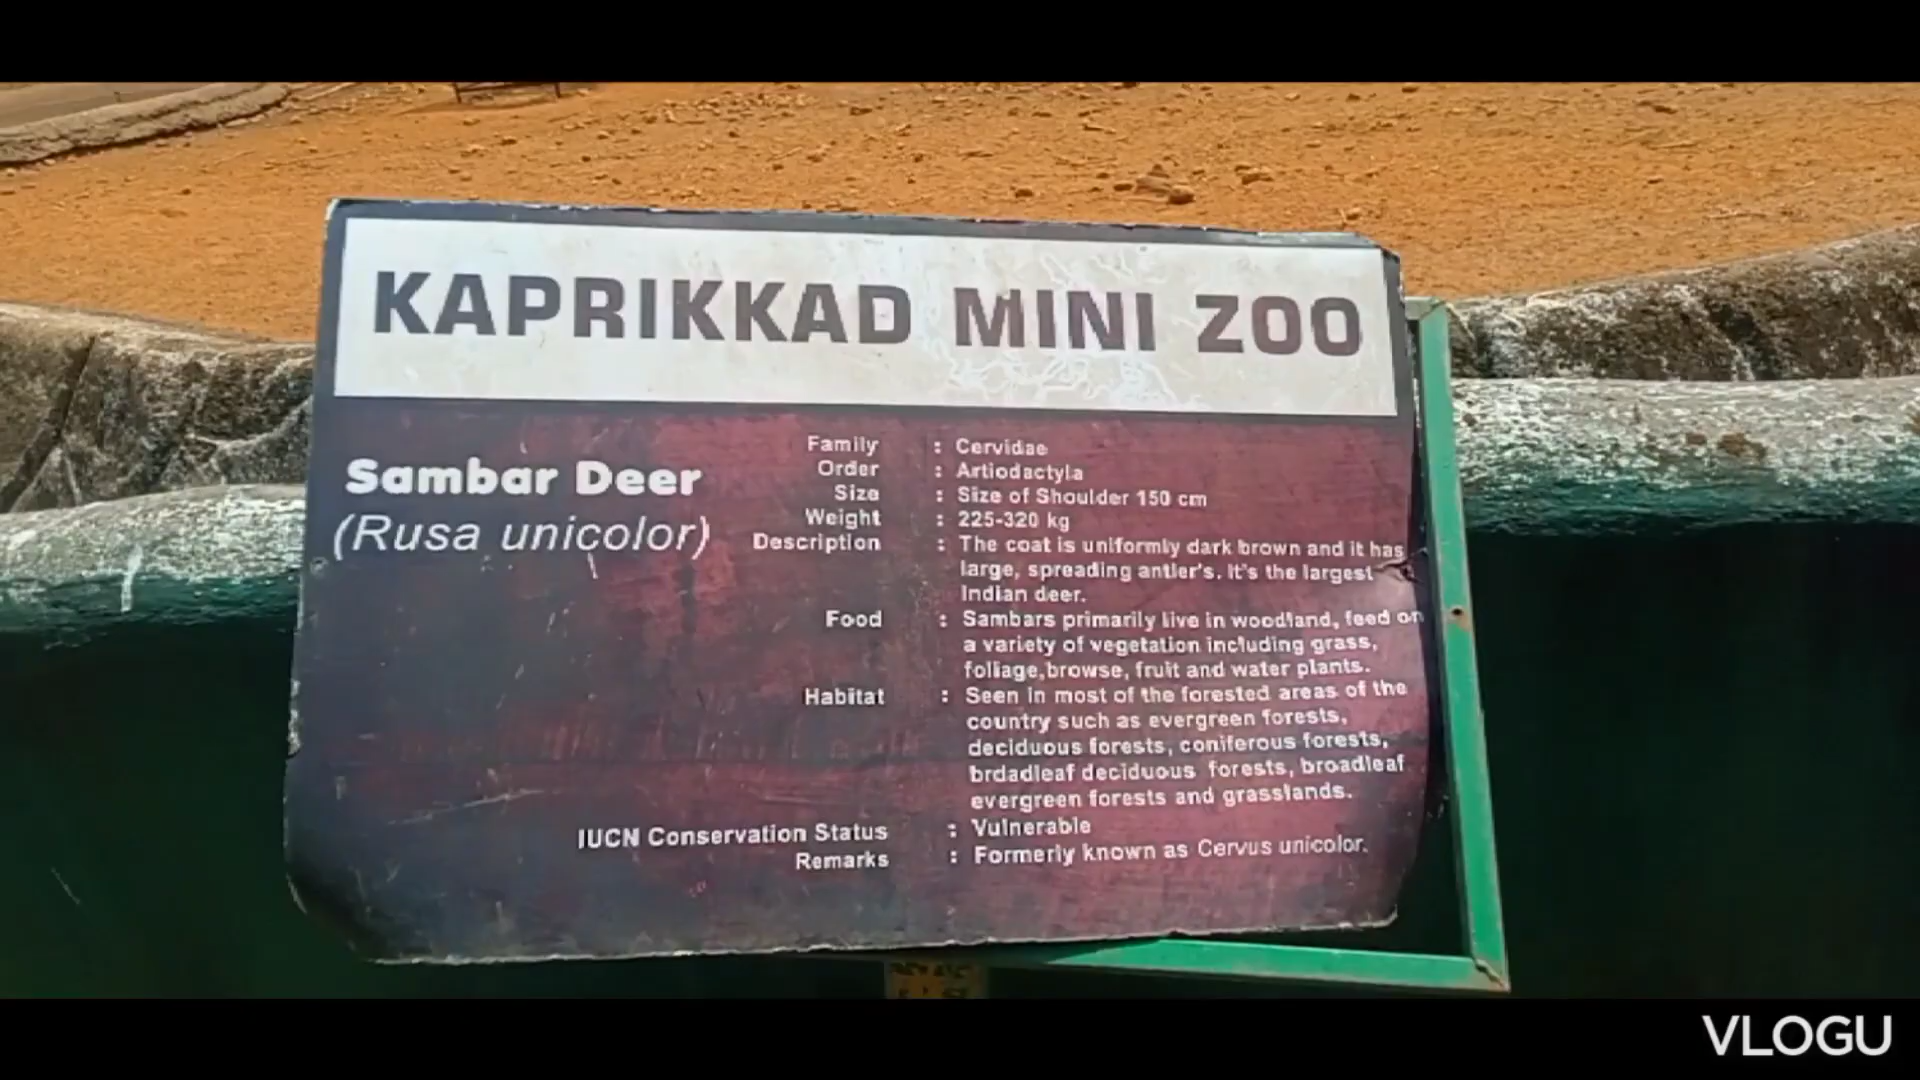 KAPRIKKAD MINI ZOO
Sambar Deer
(Rusa unicolor)
Family : Cervidae
Order : Artiodactyla
Size : Size of Shoulder 150 cm
Weight : 225-320 kg
Description : The coat is uniformly dark brown and it has
large, spreading antler's. It's the largest
Indian deer.
Food : Sambars primarily live in woodland, feed on
a variety of vegetation including grass,
foliage,browse, fruit and water plants.
Habitat : Seen in most of the forested areas of the
country such as evergreen forests,
deciduous forests, coniferous forests,
brdadleaf deciduous forests, broadleaf
evergreen forests and grasslands.
IUCN Conservation Status : Vulnerable
Remarks : Formerly known as Cervus unicolor.
VLOGU